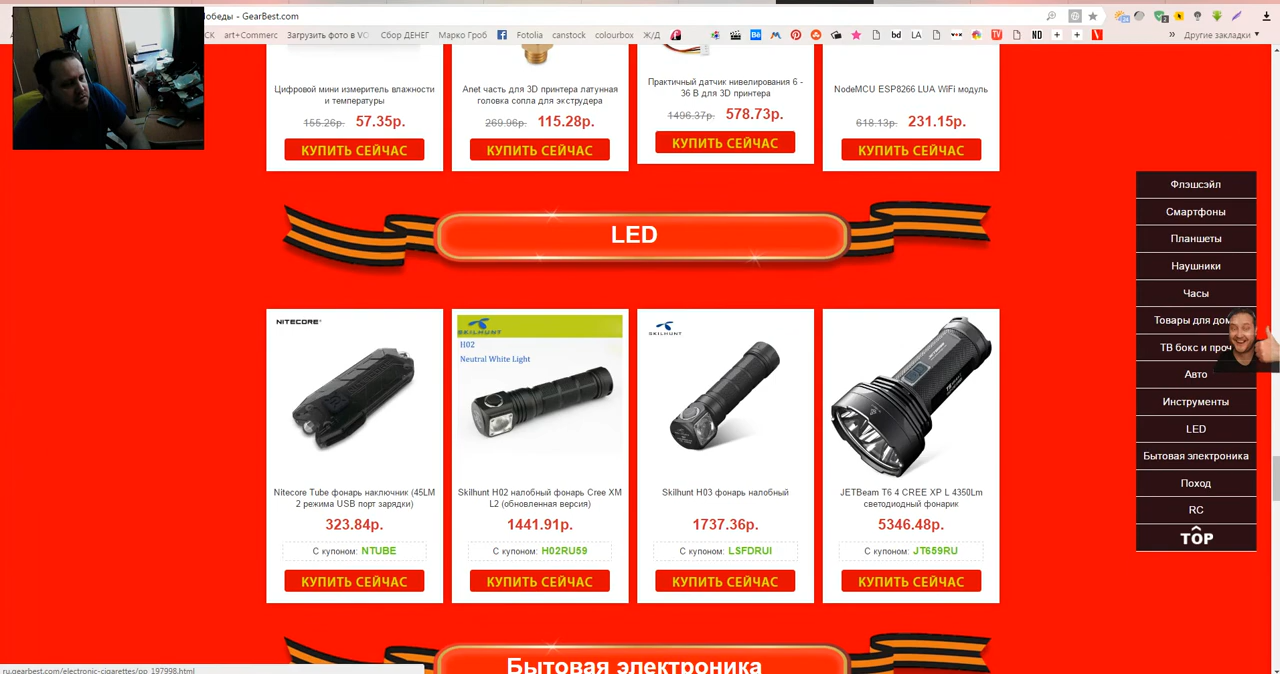 обеды - GearBest.com
СК
art+Commerc
Загрузить фото в VC
Сбор ДЕНЕГ
Марко Гроб
Fotolia
canstock
colourbox
Ж/Д
Bē
bd
LA
vox
TV
ND
»
Другие закладки
Цифровой мини измеритель влажности
и температуры
155.26р. 57.35р.
КУПИТЬ СЕЙЧАС
Anet часть для 3D принтера латунная
головка сопла для экструдера
269.96р. 115.28р.
КУПИТЬ СЕЙЧАС
Практичный датчик нивелирования 6 -
36 В для 3D принтера
1496.37р. 578.73р.
КУПИТЬ СЕЙЧАС
NodeMCU ESP8266 LUA WiFi модуль
618.13р. 231.15р.
КУПИТЬ СЕЙЧАС
LED
NITECORE
Nitecore Tube фонарь наключник (45LM
2 режима USB порт зарядки)
323.84р.
С купоном: NTUBE
КУПИТЬ СЕЙЧАС
SKILHUNT
H02
Neutral White Light
Skilhunt H02 налобный фонарь Cree XM
L2 (обновленная версия)
1441.91р.
С купоном: H02RU59
КУПИТЬ СЕЙЧАС
SKILHUNT
Skilhunt H03 фонарь налобный
1737.36р.
С купоном: LSFDRUI
КУПИТЬ СЕЙЧАС
JETBeam T6 4 CREE XP L 4350Lm
светодиодный фонарик
5346.48р.
С купоном: JT659RU
КУПИТЬ СЕЙЧАС
Флэшсэйл
Смартфоны
Планшеты
Наушники
Часы
Товары для дом
ТВ бокс и проч
Авто
Инструменты
LED
Бытовая электроника
Поход
RC
TOP
Бытовая электроника
ru.gearbest.com/electronic-cigarettes/pp_197998.html